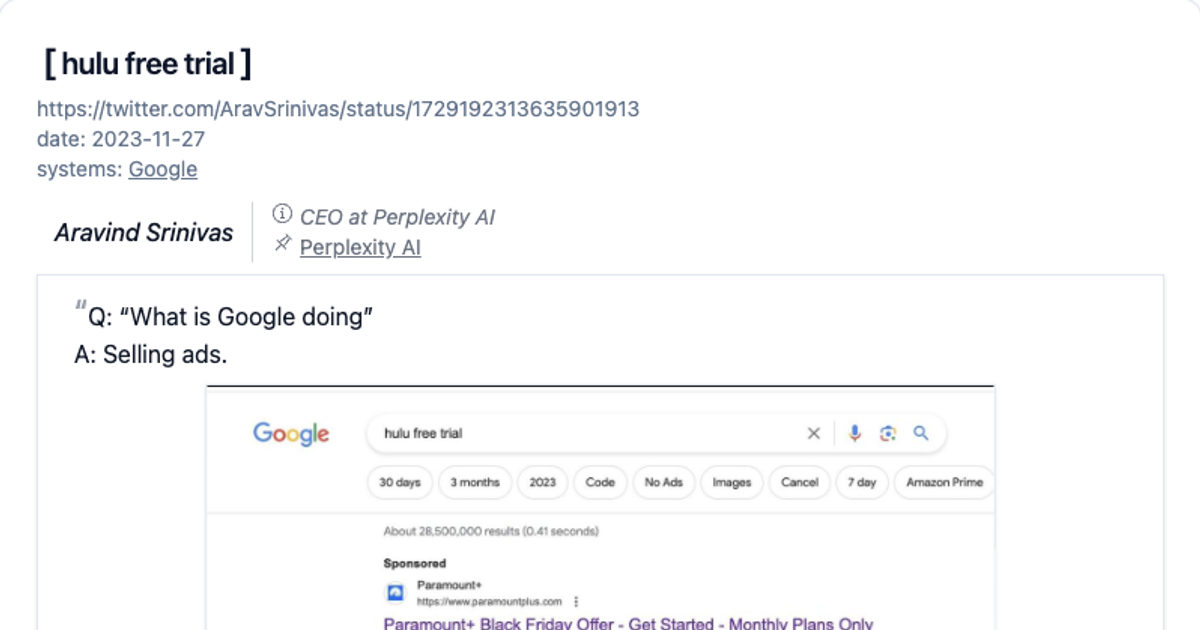 [ hulu free trial ]
https://twitter.com/AravSrinivas/status/1729192313635901913
date: 2023-11-27
systems: Google
Aravind Srinivas
CEO at Perplexity AI
Perplexity AI
“Q: “What is Google doing”
A: Selling ads.
Google
hulu free trial
30 days
3 months
2023
Code
No Ads
Images
Cancel
7 day
Amazon Prime
About 28,500,000 results (0.41 seconds)
Sponsored
Paramount+
https://www.paramountplus.com
Paramount+ Black Friday Offer - Get Started - Monthly Plans Only